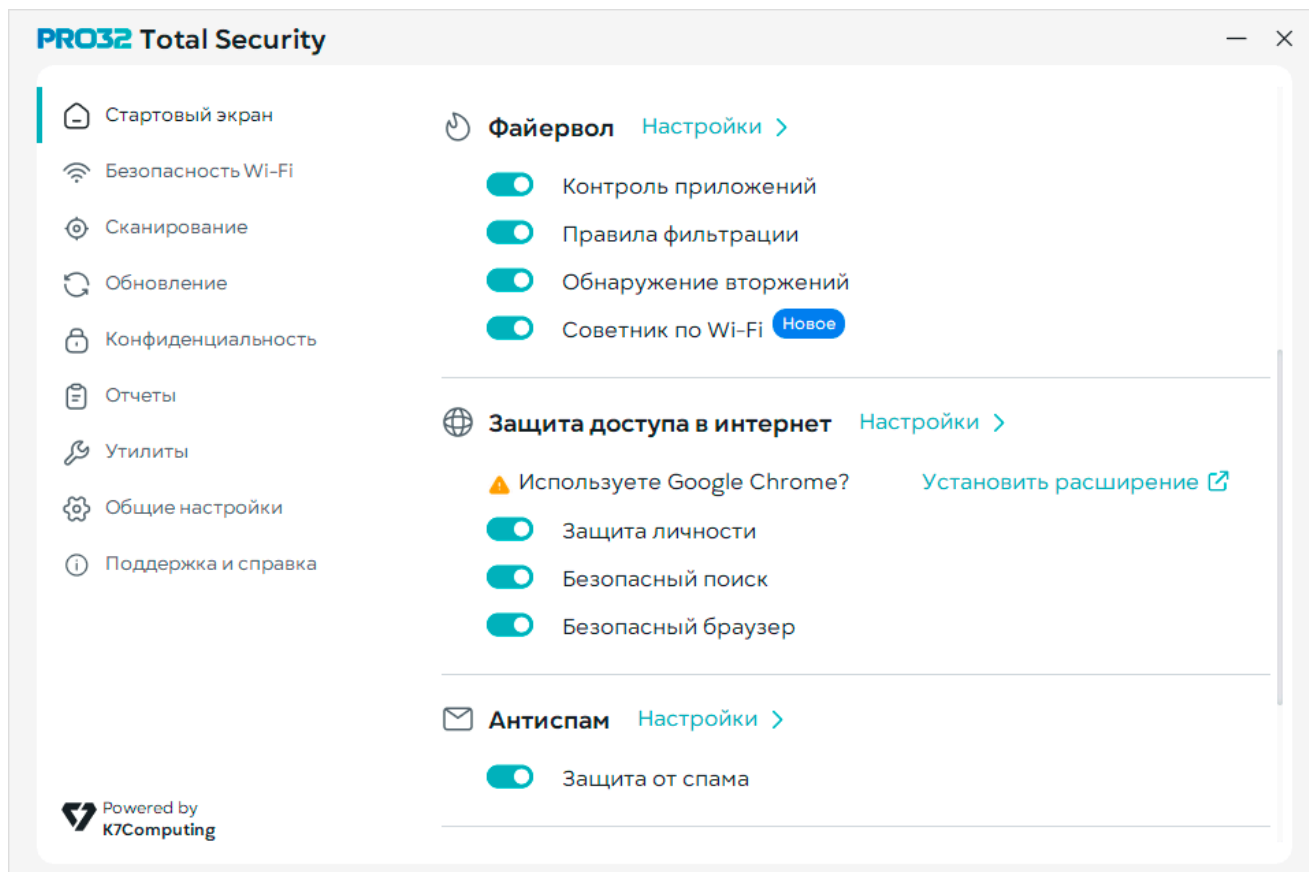 PRO32 Total Security
Стартовый экран
Безопасность Wi-Fi
Сканирование
Обновление
Конфиденциальность
Отчеты
Утилиты
Общие настройки
Поддержка и справка
Powered by
K7Computing
Файервол Настройки
Контроль приложений
Правила фильтрации
Обнаружение вторжений
Советник по Wi-Fi Новое
Защита доступа в интернет Настройки
Используете Google Chrome? Установить расширение
Защита личности
Безопасный поиск
Безопасный браузер
Антиспам Настройки
Защита от спама